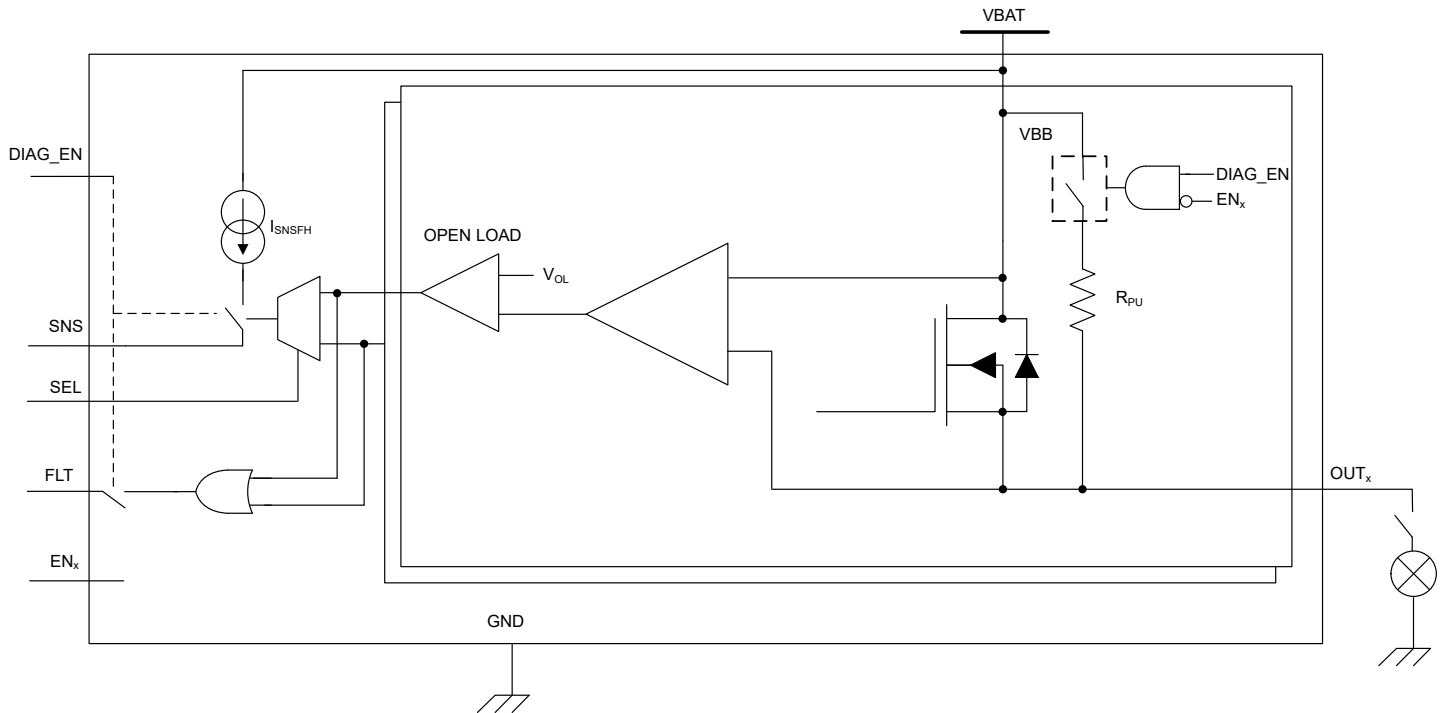 VBAT
VBB
DIAG_EN
DIAG_EN
ENx
ISNSFH
OPEN LOAD
VOL
RPU
SNS
SEL
FLT
OUTx
ENx
GND